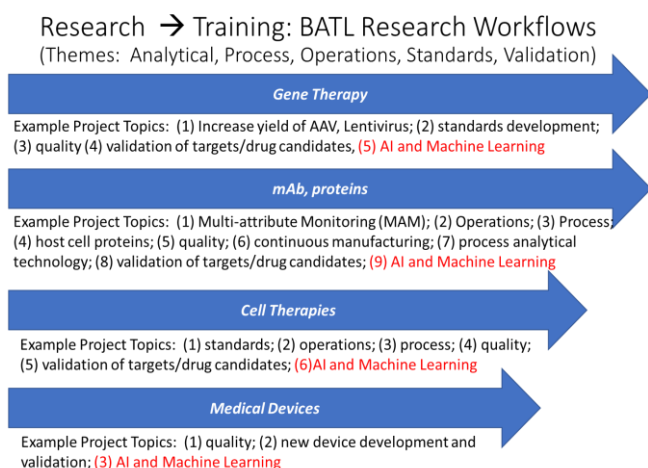 Research → Training: BATL Research Workflows
(Themes: Analytical, Process, Operations, Standards, Validation)
Gene Therapy
Example Project Topics: (1) Increase yield of AAV, Lentivirus; (2) standards development;
(3) quality (4) validation of targets/drug candidates, (5) AI and Machine Learning
mAb, proteins
Example Project Topics: (1) Multi-attribute Monitoring (MAM); (2) Operations; (3) Process;
(4) host cell proteins; (5) quality; (6) continuous manufacturing; (7) process analytical
technology; (8) validation of targets/drug candidates; (9) AI and Machine Learning
Cell Therapies
Example Project Topics: (1) standards; (2) operations; (3) process; (4) quality;
(5) validation of targets/drug candidates; (6)AI and Machine Learning
Medical Devices
Example Project Topics: (1) quality; (2) new device development and
validation; (3) AI and Machine Learning